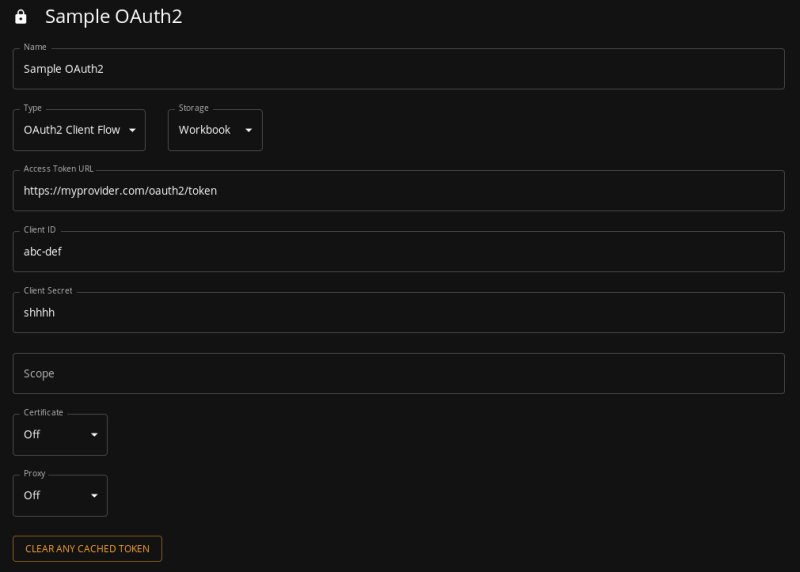 Sample OAuth2
Name
Sample OAuth2
Type
OAuth2 Client Flow
Storage
Workbook
Access Token URL
https://myprovider.com/oauth2/token
Client ID
abc-def
Client Secret
shhhh
Scope
Certificate
Off
Proxy
Off
CLEAR ANY CACHED TOKEN